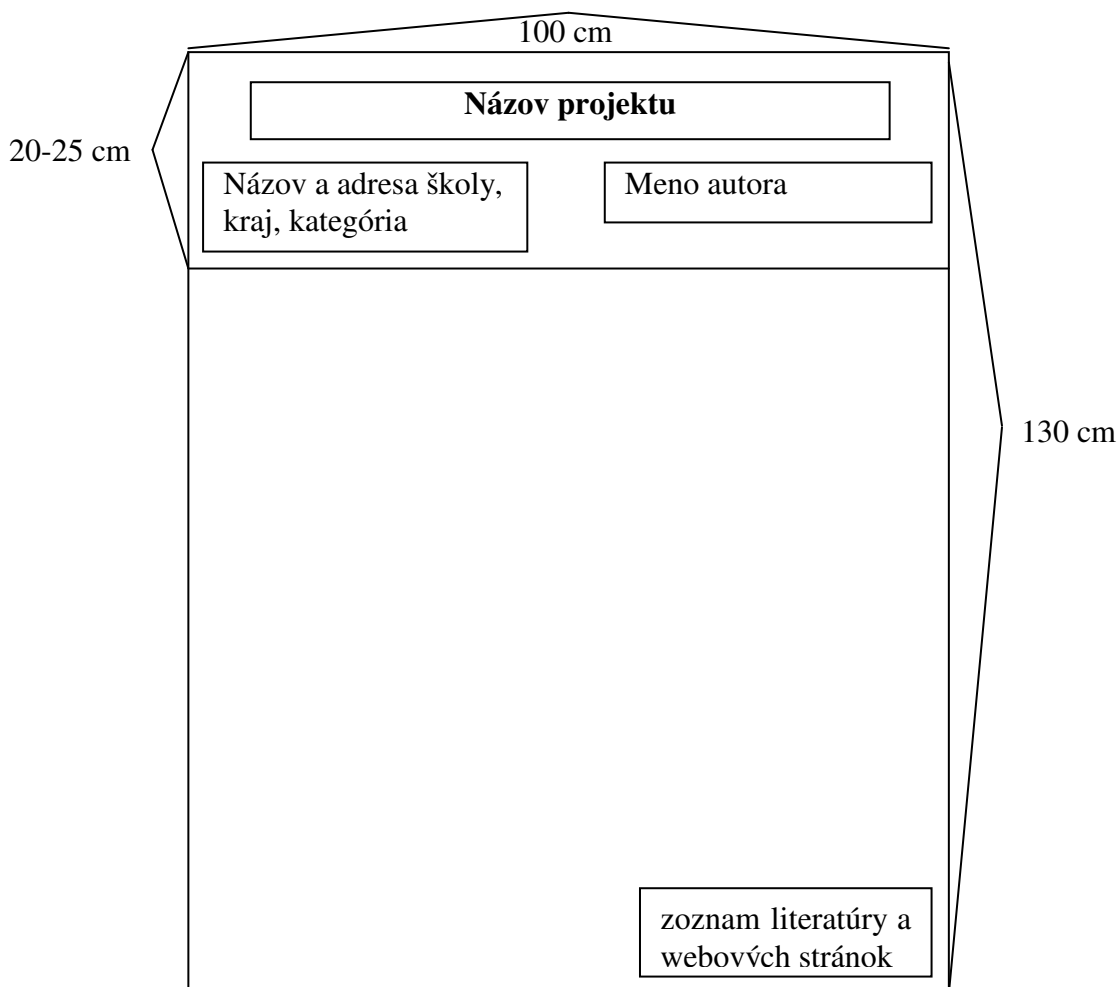 100 cm
Názov projektu
20-25 cm
Názov a adresa školy,
kraj, kategória
Meno autora
130 cm
zoznam literatúry a
webových stránok